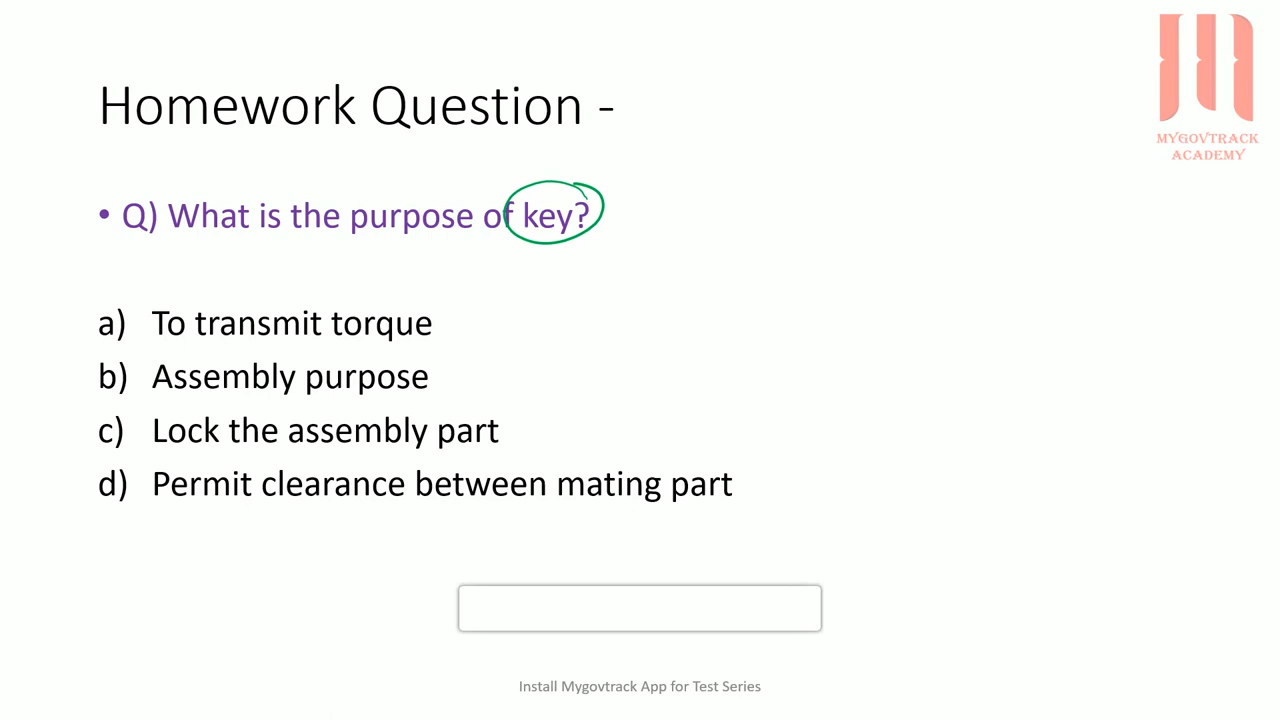 MYGOVTRACK
ACADEMY
Homework Question -
• Q) What is the purpose of key?
a) To transmit torque
b) Assembly purpose
c) Lock the assembly part
d) Permit clearance between mating part
Install Mygovtrack App for Test Series